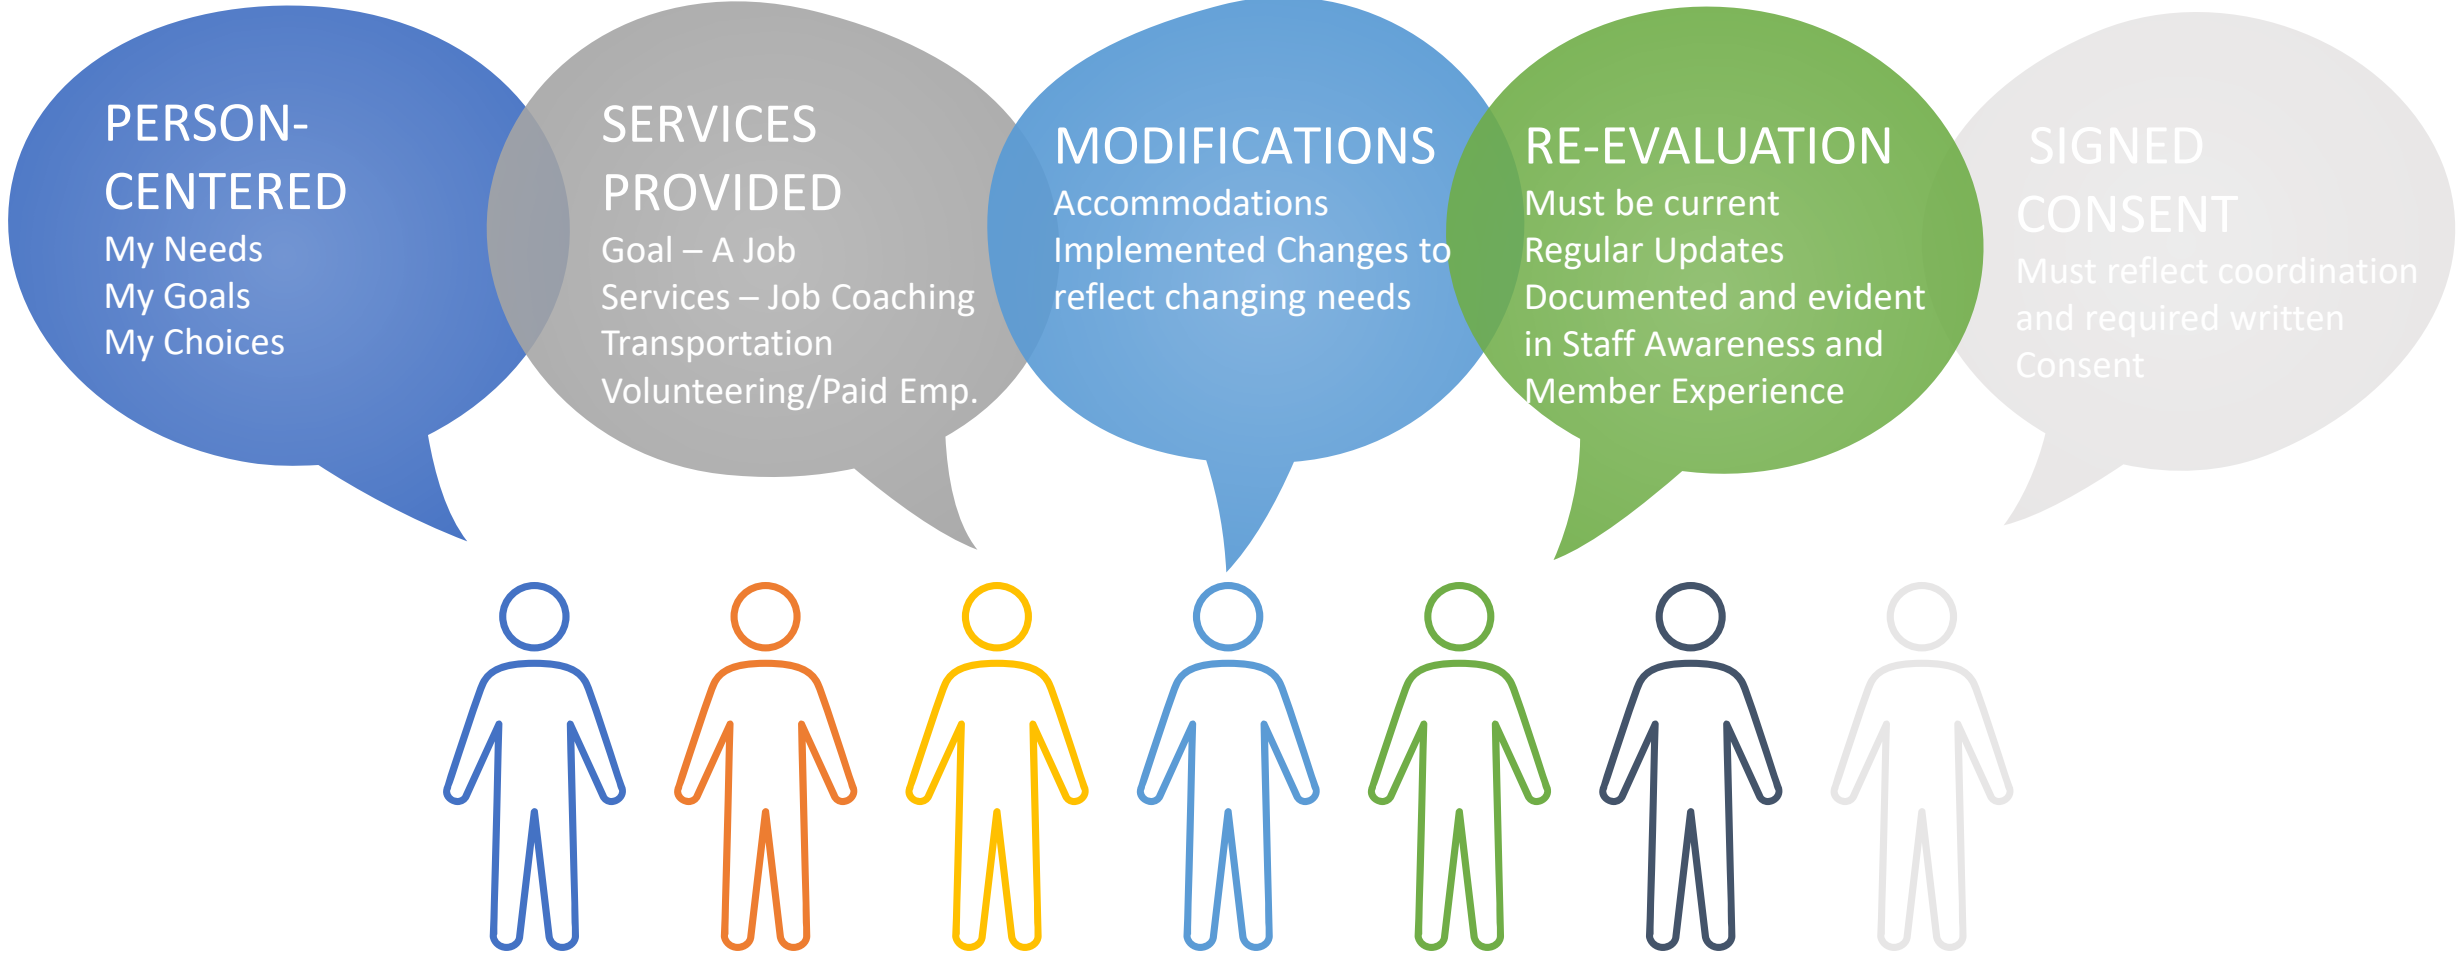 PERSON-
CENTERED
My Needs
My Goals
My Choices
SERVICES
PROVIDED
Goal – A Job
Services – Job Coaching
Transportation
Volunteering/Paid Emp.
MODIFICATIONS
Accommodations
Implemented Changes to
reflect changing needs
RE-EVALUATION
Must be current
Regular Updates
Documented and evident
in Staff Awareness and
Member Experience
SIGNED
CONSENT
Must reflect coordination
and required written
Consent